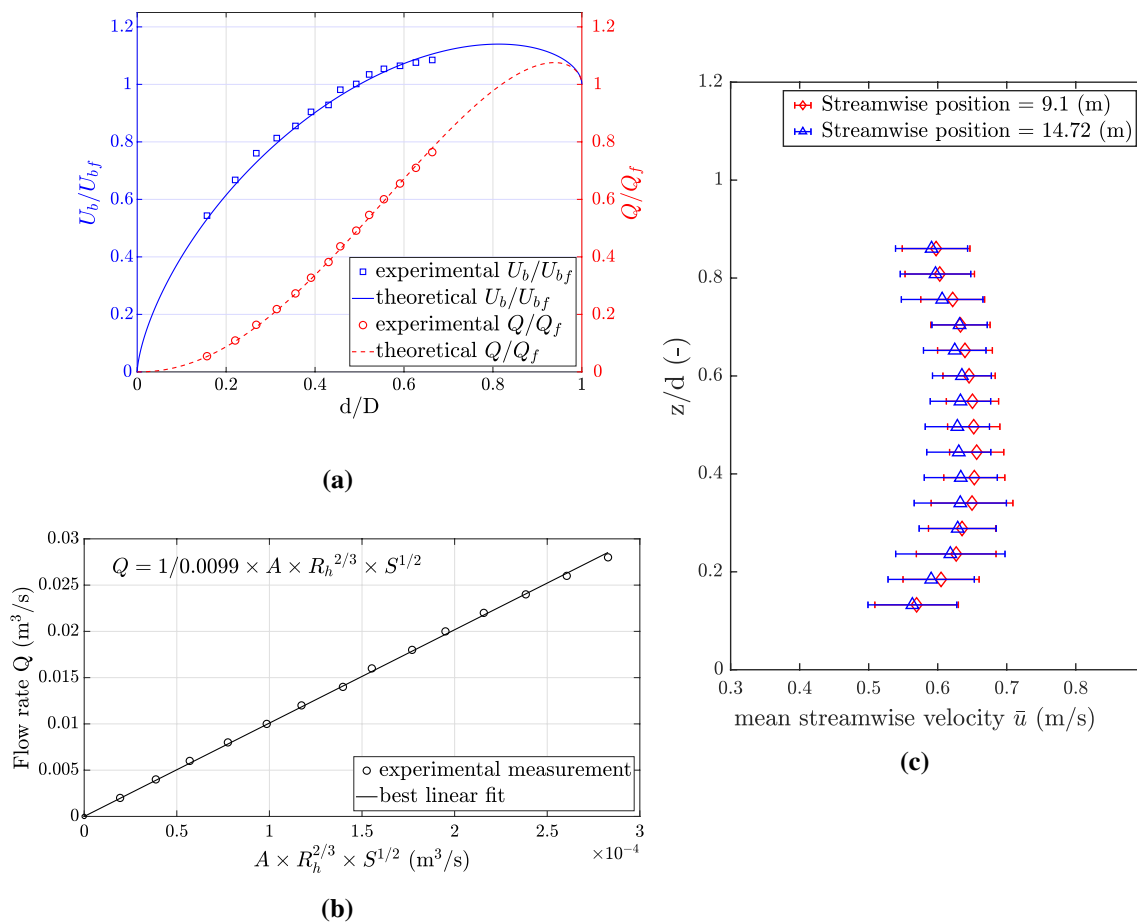 1.2
1
0.8
0.6
0.4
0.2
0
U_b/U_{bf}
1.2
1
0.8
0.6
0.4
0.2
0
Q/Q_f
experimental U_b/U_{bf}
theoretical U_b/U_{bf}
experimental Q/Q_f
theoretical Q/Q_f
0 0.2 0.4 0.6 0.8 1
d/D
(a)
0.03
0.025
0.02
0.015
0.01
0.005
0
Flow rate Q (m³/s)
Q = 1/0.0099 × A × R_h^{2/3} × S^{1/2}
experimental measurement
best linear fit
0 0.5 1 1.5 2 2.5 3
×10^{-4}
A × R_h^{2/3} × S^{1/2} (m³/s)
(b)
1.2
1
0.8
0.6
0.4
0.2
0
z/d (-)
Streamwise position = 9.1 (m)
Streamwise position = 14.72 (m)
0.3 0.4 0.5 0.6 0.7 0.8
mean streamwise velocity ū (m/s)
(c)